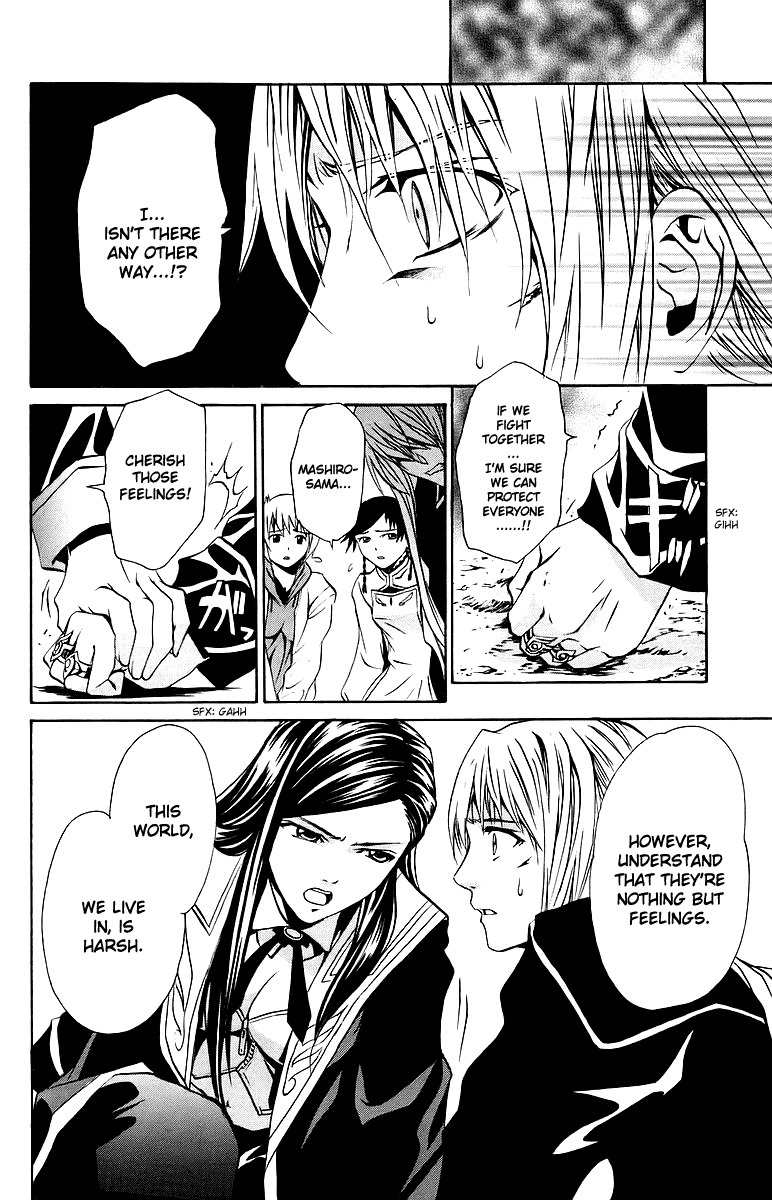 I...
ISN'T THERE
ANY OTHER
WAY...!?
IF WE
FIGHT
TOGETHER
...
I'M SURE
WE CAN
PROTECT
EVERYONE
......!!
SFX:
GIHH
MASHIRO-
SAMA...
CHERISH
THOSE
FEELINGS!
ガッ
SFX: GAHH
HOWEVER,
UNDERSTAND
THAT THEY'RE
NOTHING BUT
FEELINGS.
THIS
WORLD,
WE LIVE
IN, IS
HARSH.